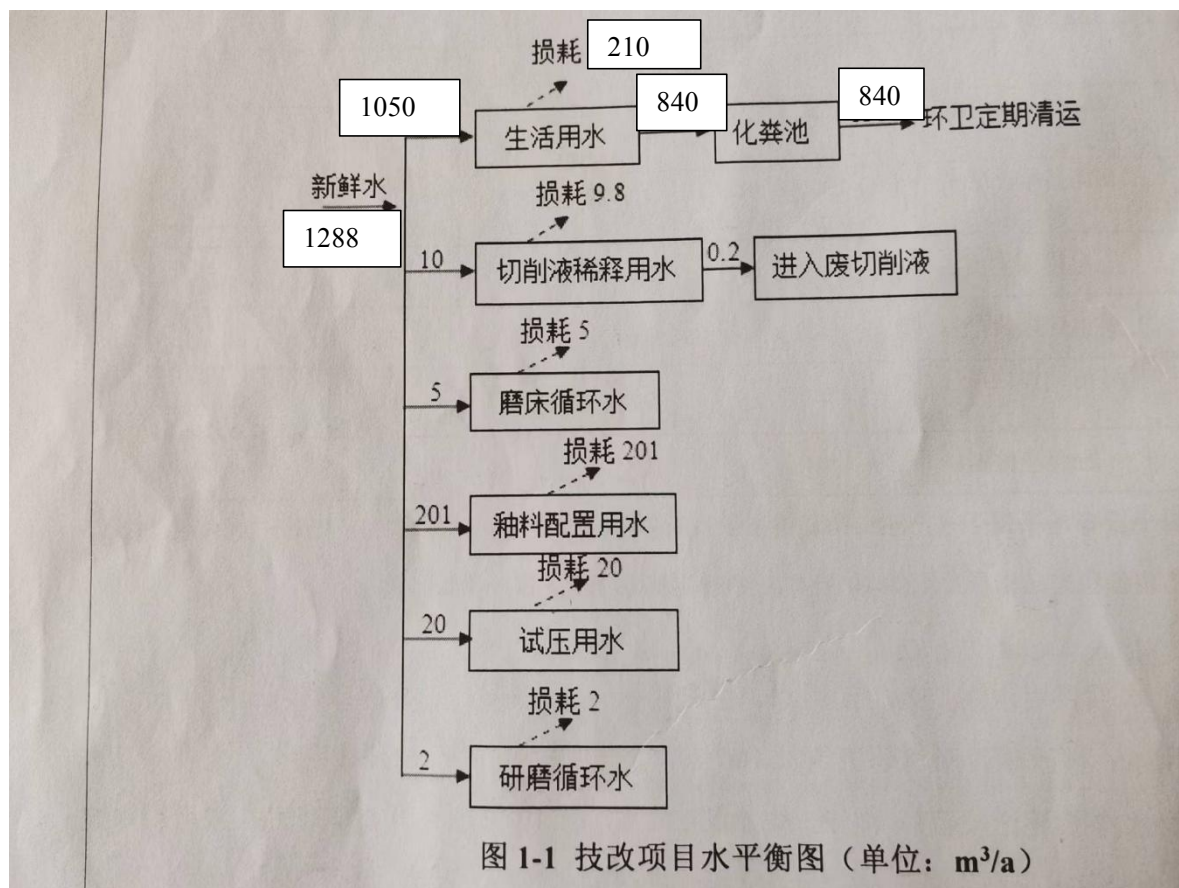 损耗 210
1050
840
840
生活用水
化粪池
环卫定期清运
新鲜水
1288
损耗 9.8
10
切削液稀释用水
0.2
进入废切削液
损耗 5
5
磨床循环水
损耗 201
201
釉料配置用水
损耗 20
20
试压用水
损耗 2
2
研磨循环水
图 1-1 技改项目水平衡图（单位：m³/a）